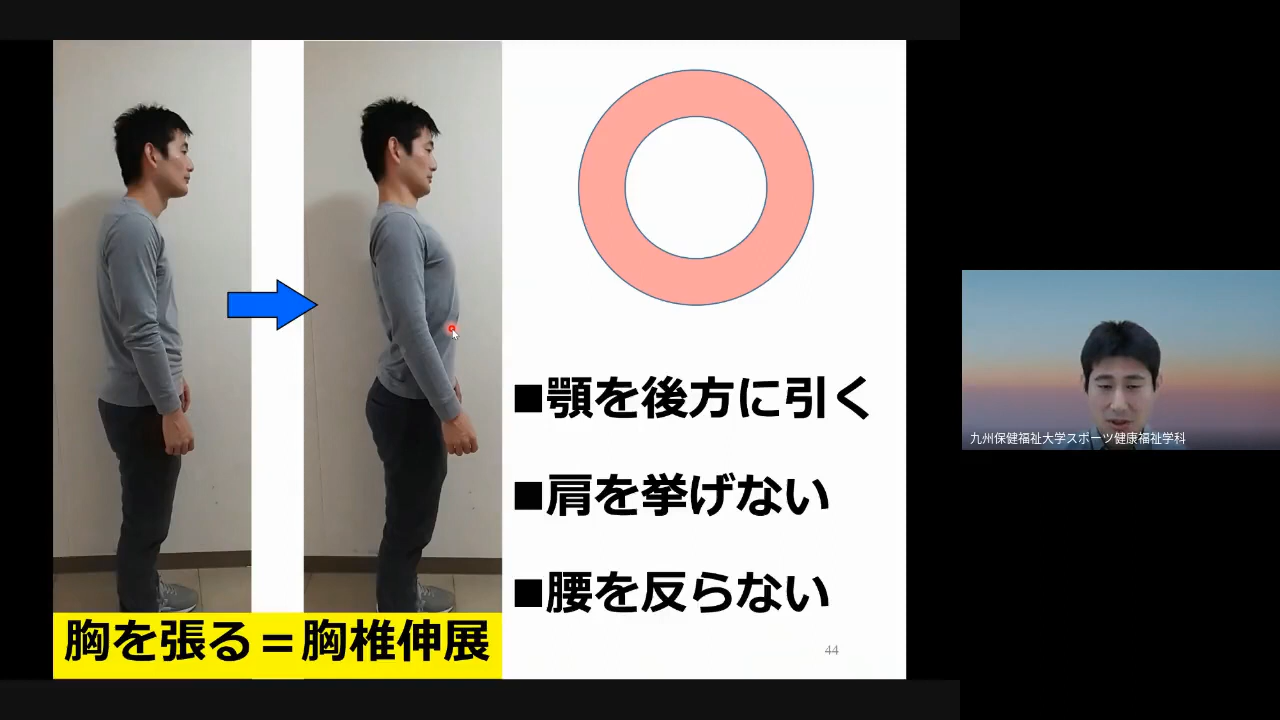 ■顎を後方に引く
■肩を挙げない
■腰を反らない
胸を張る＝胸椎伸展
44
九州保健福祉大学スポーツ健康福祉学科